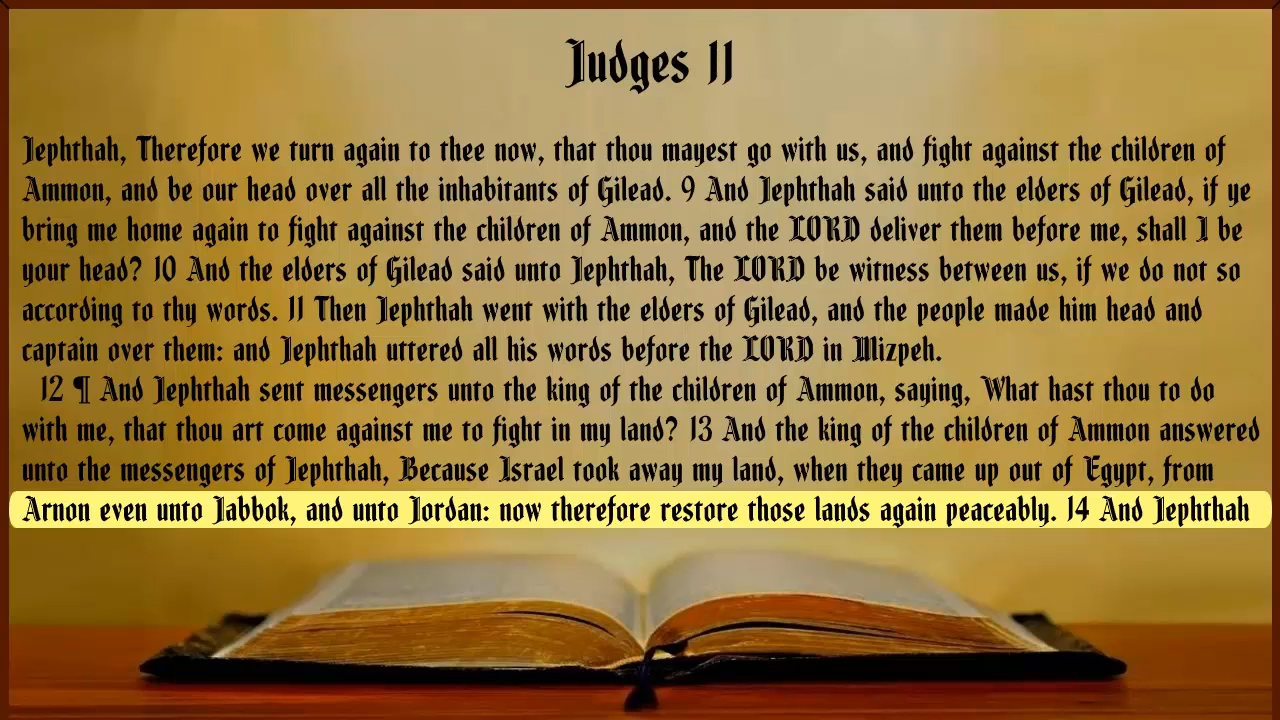 Judges 11
Jephthah, Therefore we turn again to thee now, that thou mayest go with us, and fight against the children of
Ammon, and be our head over all the inhabitants of Gilead. 9 And Jephthah said unto the elders of Gilead, if ye
bring me home again to fight against the children of Ammon, and the LORD deliver them before me, shall I be
your head? 10 And the elders of Gilead said unto Jephthah, The LORD be witness between us, if we do not so
according to thy words. 11 Then Jephthah went with the elders of Gilead, and the people made him head and
captain over them: and Jephthah uttered all his words before the LORD in Mizpeh.
12 ¶ And Jephthah sent messengers unto the king of the children of Ammon, saying, What hast thou to do
with me, that thou art come against me to fight in my land? 13 And the king of the children of Ammon answered
unto the messengers of Jephthah, Because Israel took away my land, when they came up out of Egypt, from
Arnon even unto Jabbok, and unto Jordan: now therefore restore those lands again peaceably. 14 And Jephthah